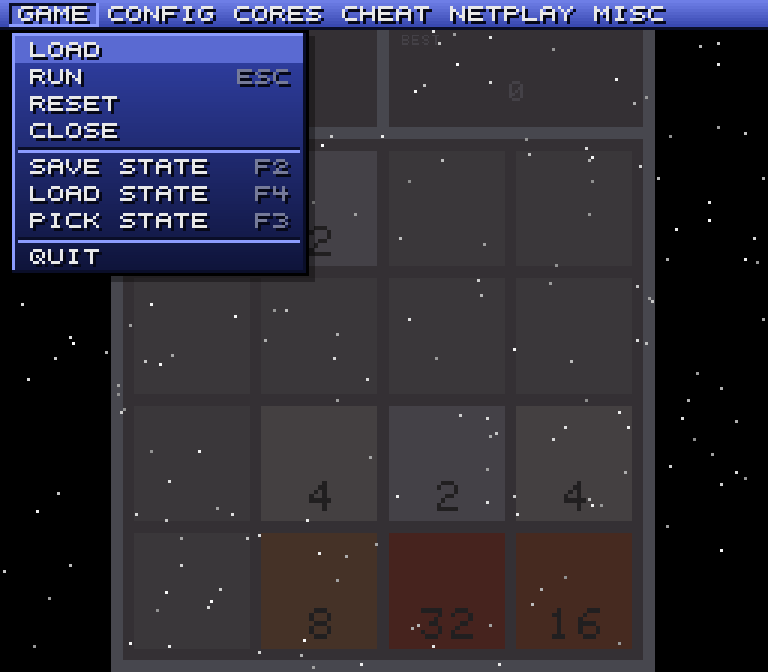 GAME CONFIG CORES CHEAT NETPLAY MISC
LOAD
RUN ESC
RESET
CLOSE
SAVE STATE F2
LOAD STATE F4
PICK STATE F3
QUIT
BEST
0
2
4 2 4
8 32 16